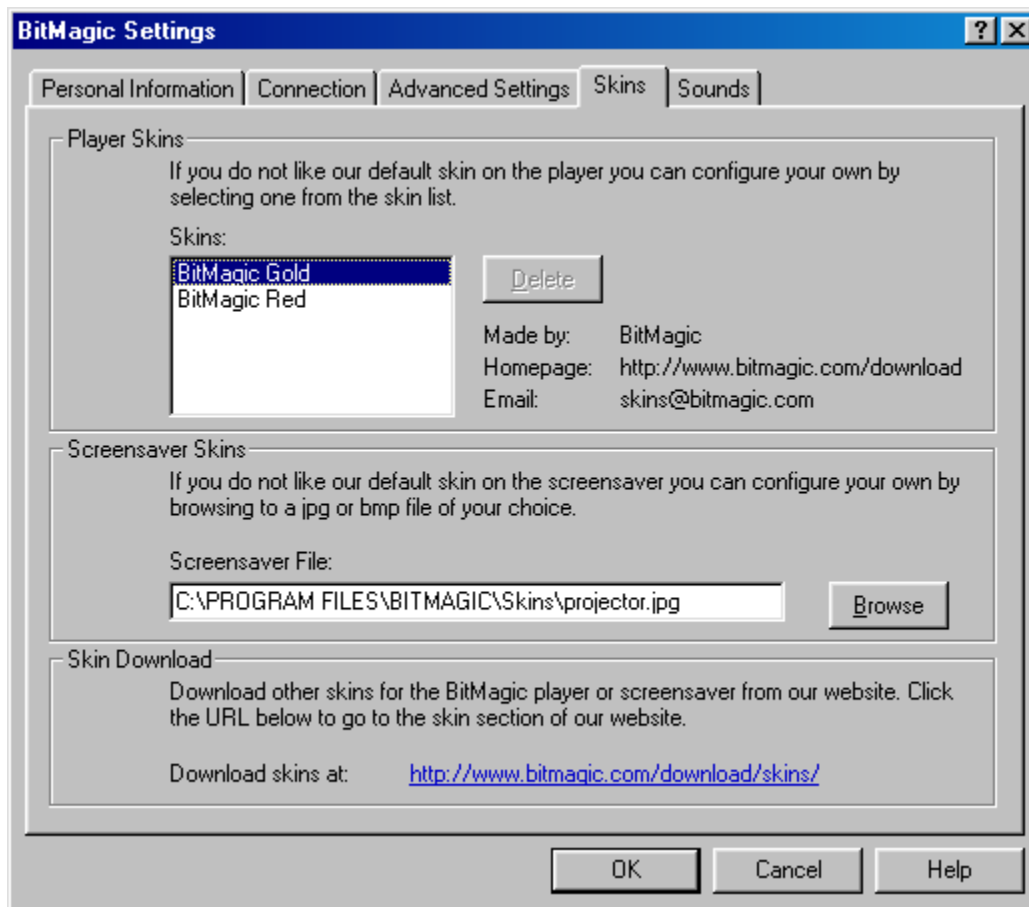 BitMagic Settings
Personal Information Connection Advanced Settings Skins Sounds
Player Skins
If you do not like our default skin on the player you can configure your own by
selecting one from the skin list.
Skins:
BitMagic Gold
BitMagic Red
Delete
Made by: BitMagic
Homepage: http://www.bitmagic.com/download
Email: skins@bitmagic.com
Screensaver Skins
If you do not like our default skin on the screensaver you can configure your own by
browsing to a jpg or bmp file of your choice.
Screensaver File:
C:\PROGRAM FILES\BITMAGIC\Skins\projector.jpg
Browse
Skin Download
Download other skins for the BitMagic player or screensaver from our website. Click
the URL below to go to the skin section of our website.
Download skins at: http://www.bitmagic.com/download/skins/
OK Cancel Help